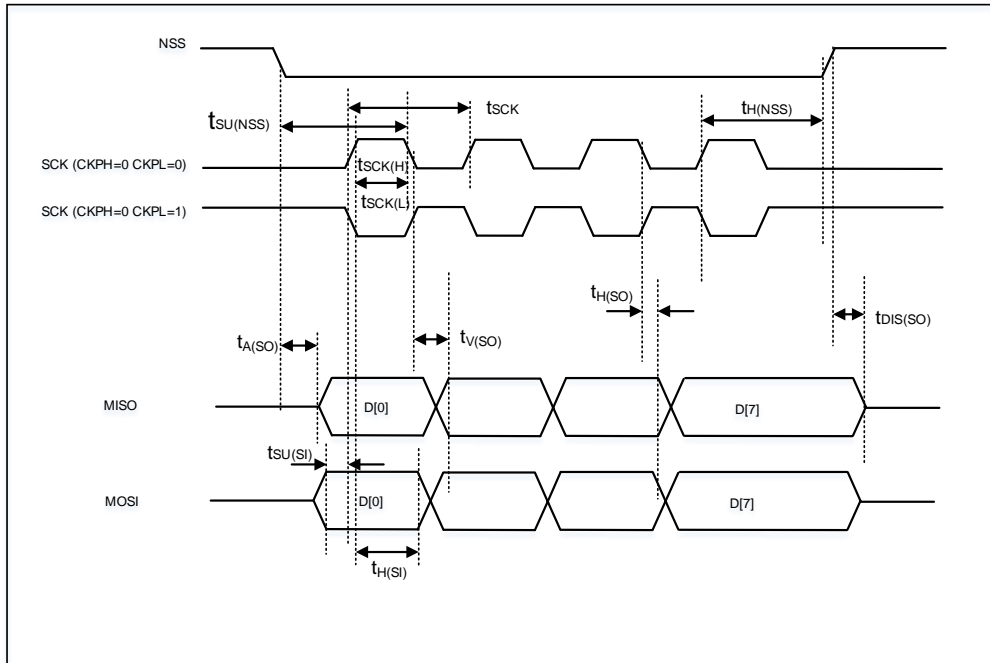 NSS
tSCK
tH(NSS)
tSU(NSS)
SCK (CKPH=0 CKPL=0)
tSCK(H)
tSCK(L)
SCK (CKPH=0 CKPL=1)
tH(SO)
tDIS(SO)
tV(SO)
tA(SO)
MISO
D[0]
D[7]
tSU(SI)
MOSI
D[0]
D[7]
tH(SI)